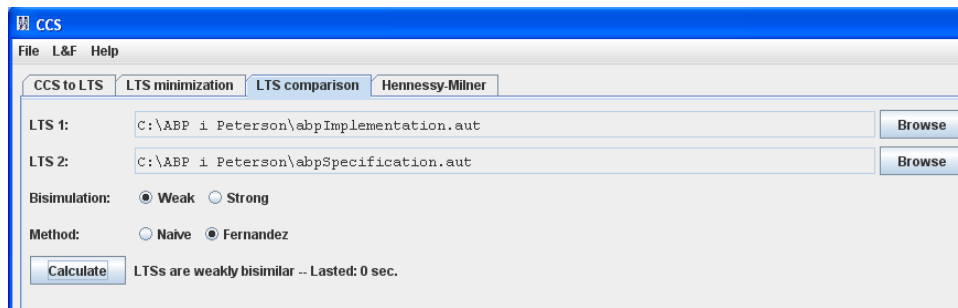 CCS
File L&F Help
CCS to LTS LTS minimization LTS comparison Hennessy-Milner
LTS 1: C:\ABP i Peterson\abpImplementation.aut Browse
LTS 2: C:\ABP i Peterson\abpSpecification.aut Browse
Bisimulation: Weak Strong
Method: Naive Fernandez
Calculate LTSs are weakly bisimilar -- Lasted: 0 sec.